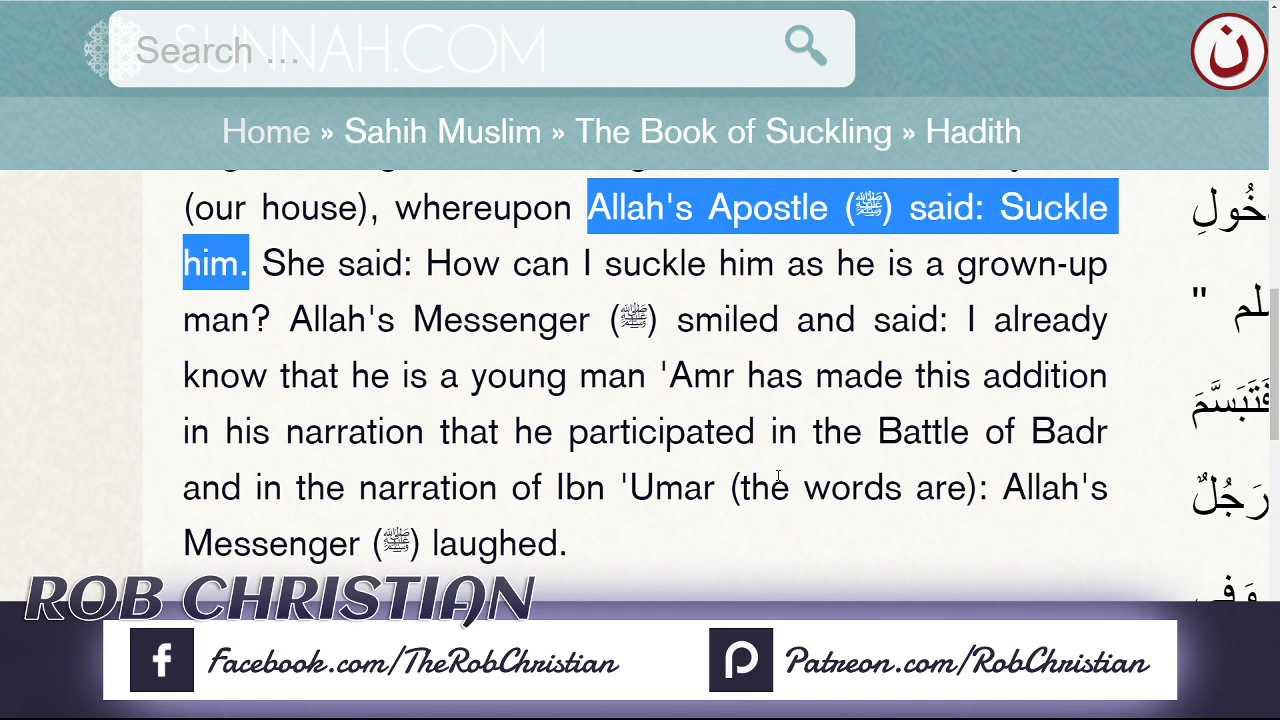 Search ...
SUNNAH.COM
ن
Home » Sahih Muslim » The Book of Suckling » Hadith
(our house), whereupon Allah's Apostle (ﷺ) said: Suckle
him. She said: How can I suckle him as he is a grown-up
man? Allah's Messenger (ﷺ) smiled and said: I already
know that he is a young man 'Amr has made this addition
in his narration that he participated in the Battle of Badr
and in the narration of Ibn 'Umar (the words are): Allah's
Messenger (ﷺ) laughed.
خُولِ
لم "
فَتَبَسَّمَ
رَجُلٌ
وَفِي
ROB CHRISTIAN
f Facebook.com/TheRobChristian
Patreon.com/RobChristian